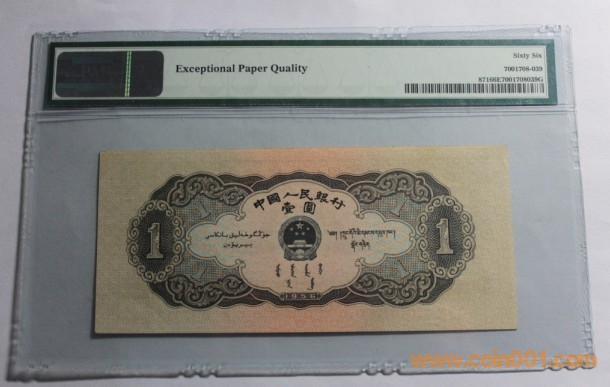 Exceptional Paper Quality
Sixty Six
7001708-039
87166E7001708039G
中國人民銀行
壹圓
1
1
1956
www.coin001.com